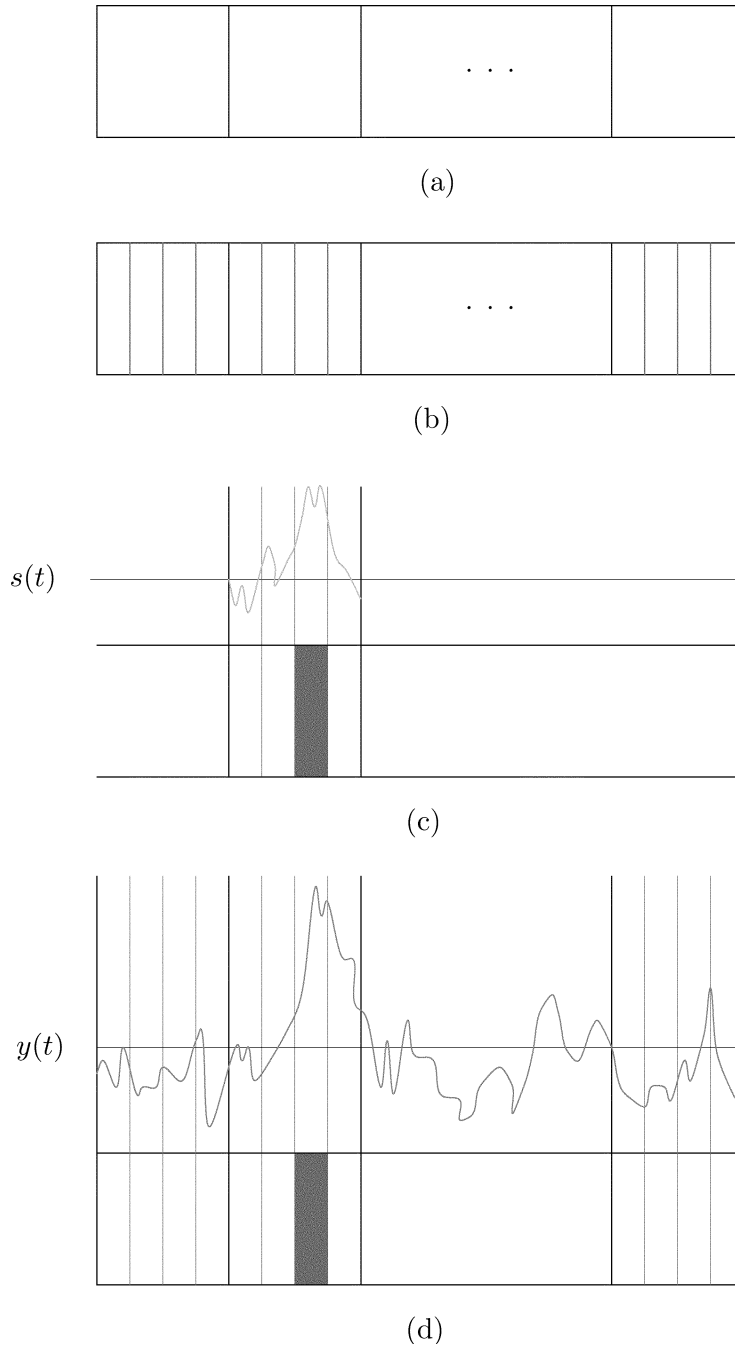 . . .
(a)
. . .
(b)
s(t)
(c)
y(t)
(d)